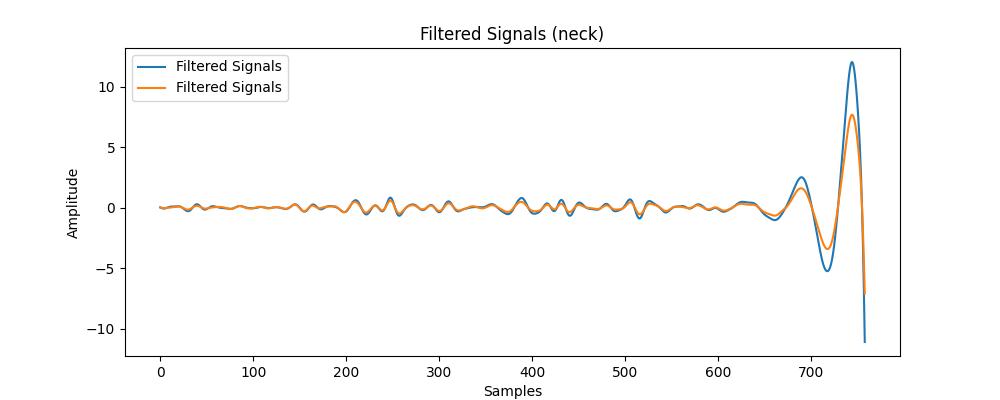 Filtered Signals (neck)
Filtered Signals
Filtered Signals
Amplitude
10
5
0
−5
−10
0 100 200 300 400 500 600 700
Samples